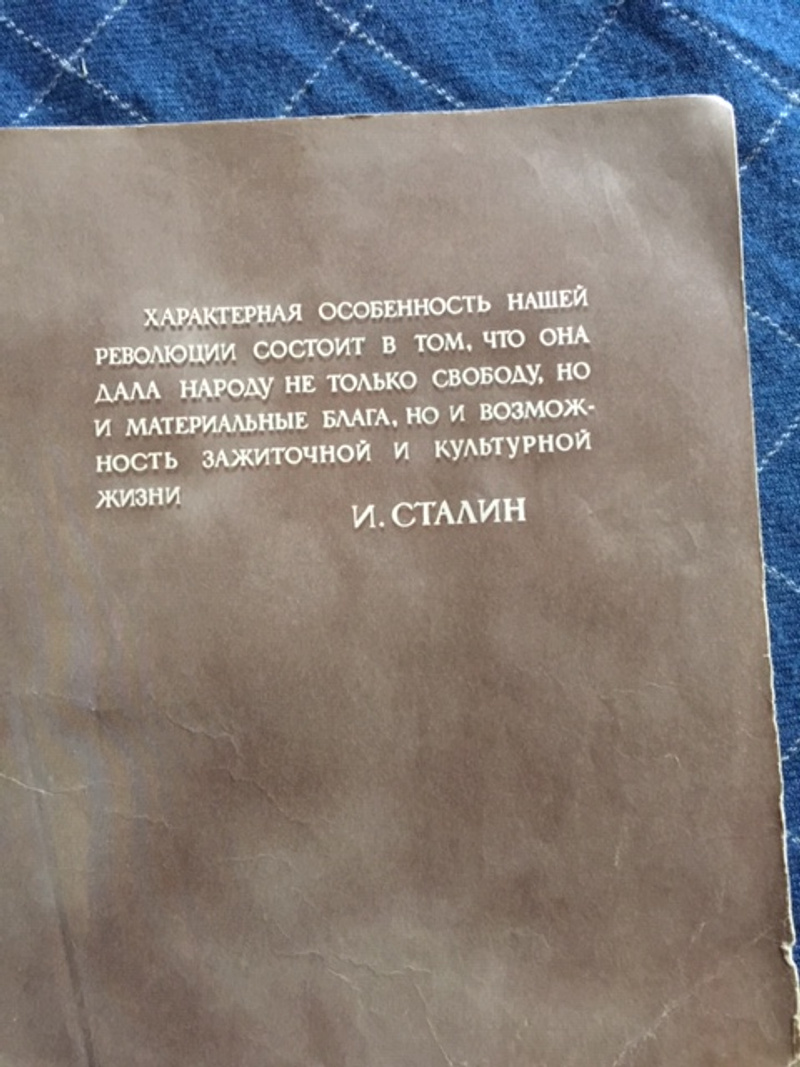 ХАРАКТЕРНАЯ ОСОБЕННОСТЬ НАШЕЙ
РЕВОЛЮЦИИ СОСТОИТ В ТОМ, ЧТО ОНА
ДАЛА НАРОДУ НЕ ТОЛЬКО СВОБОДУ, НО
И МАТЕРИАЛЬНЫЕ БЛАГА, НО И ВОЗМОЖ-
НОСТЬ ЗАЖИТОЧНОЙ И КУЛЬТУРНОЙ
ЖИЗНИ
И. СТАЛИН